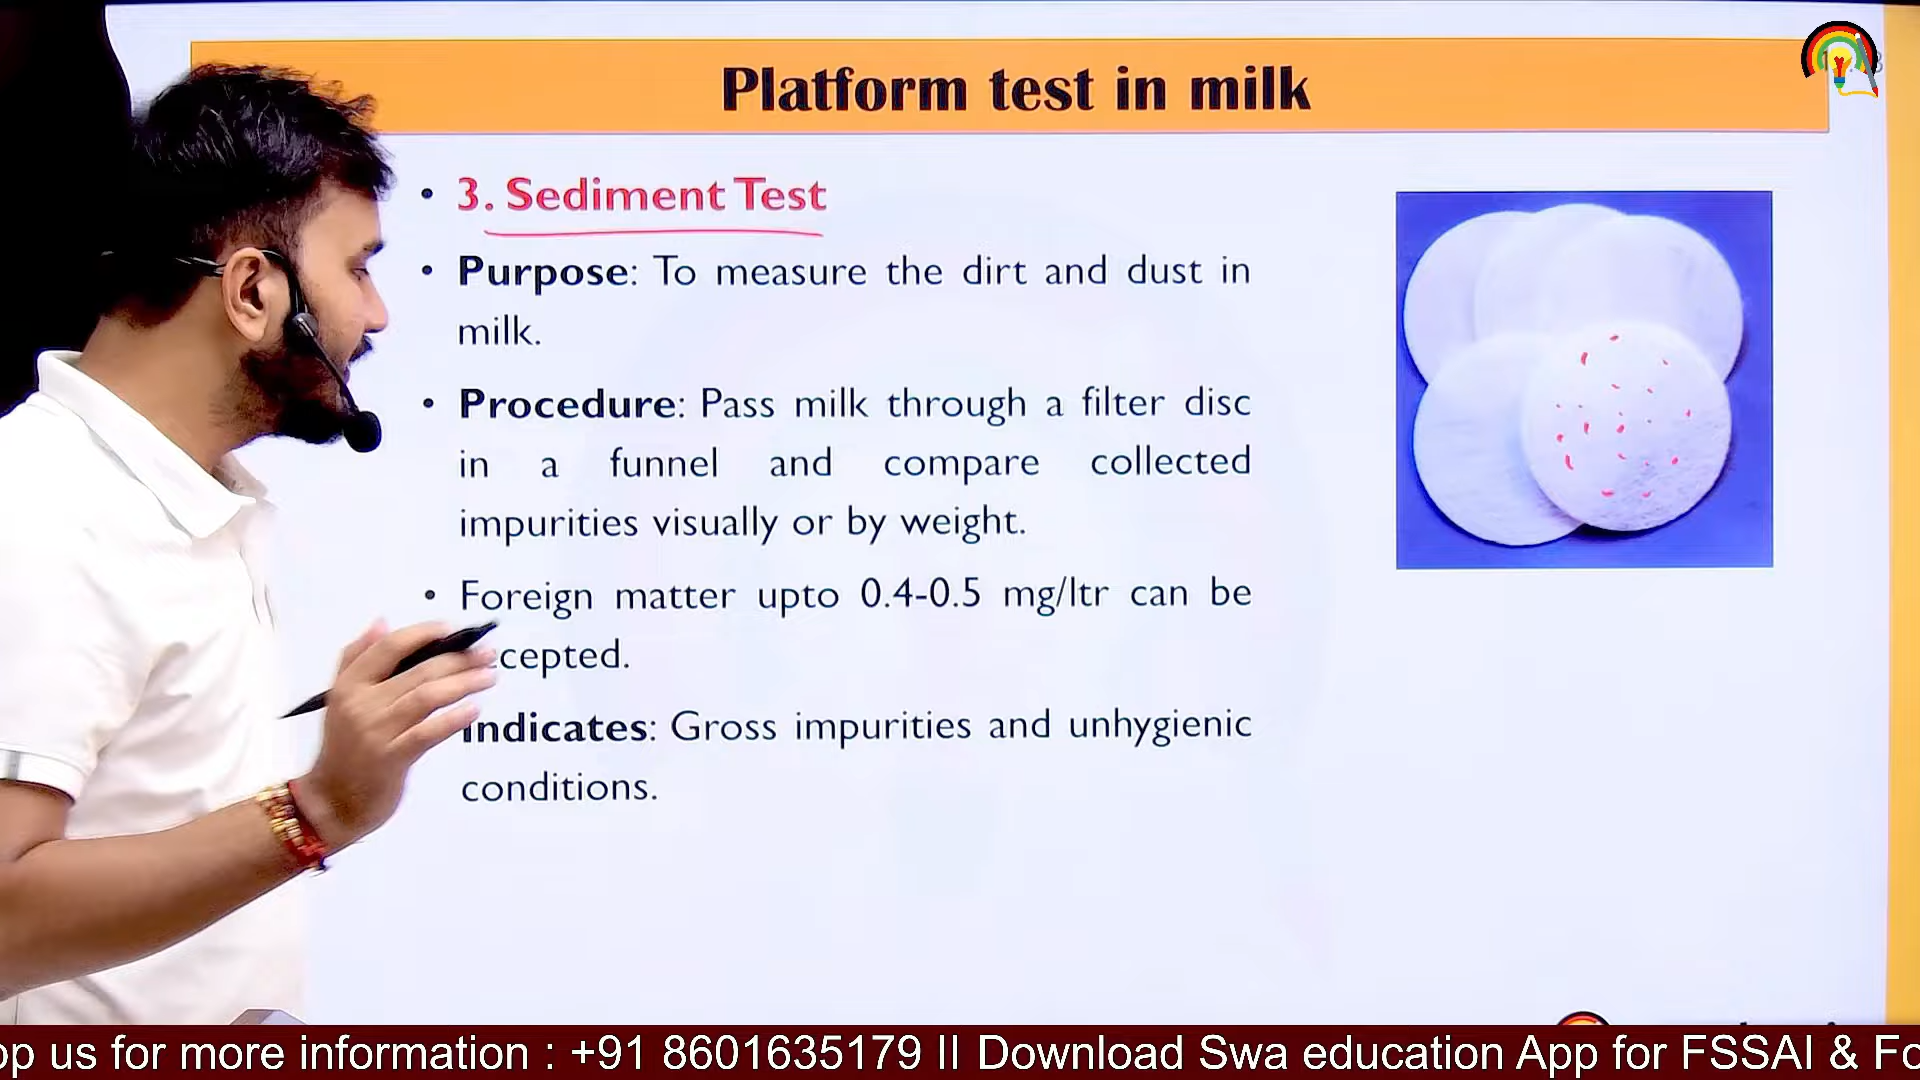 Platform test in milk
• 3. Sediment Test
• Purpose: To measure the dirt and dust in
milk.
• Procedure: Pass milk through a filter disc
in a funnel and compare collected
impurities visually or by weight.
• Foreign matter upto 0.4-0.5 mg/ltr can be
cepted.
Indicates: Gross impurities and unhygienic
conditions.
us for more information : +91 8601635179 II Download Swa education App for FSSAI &